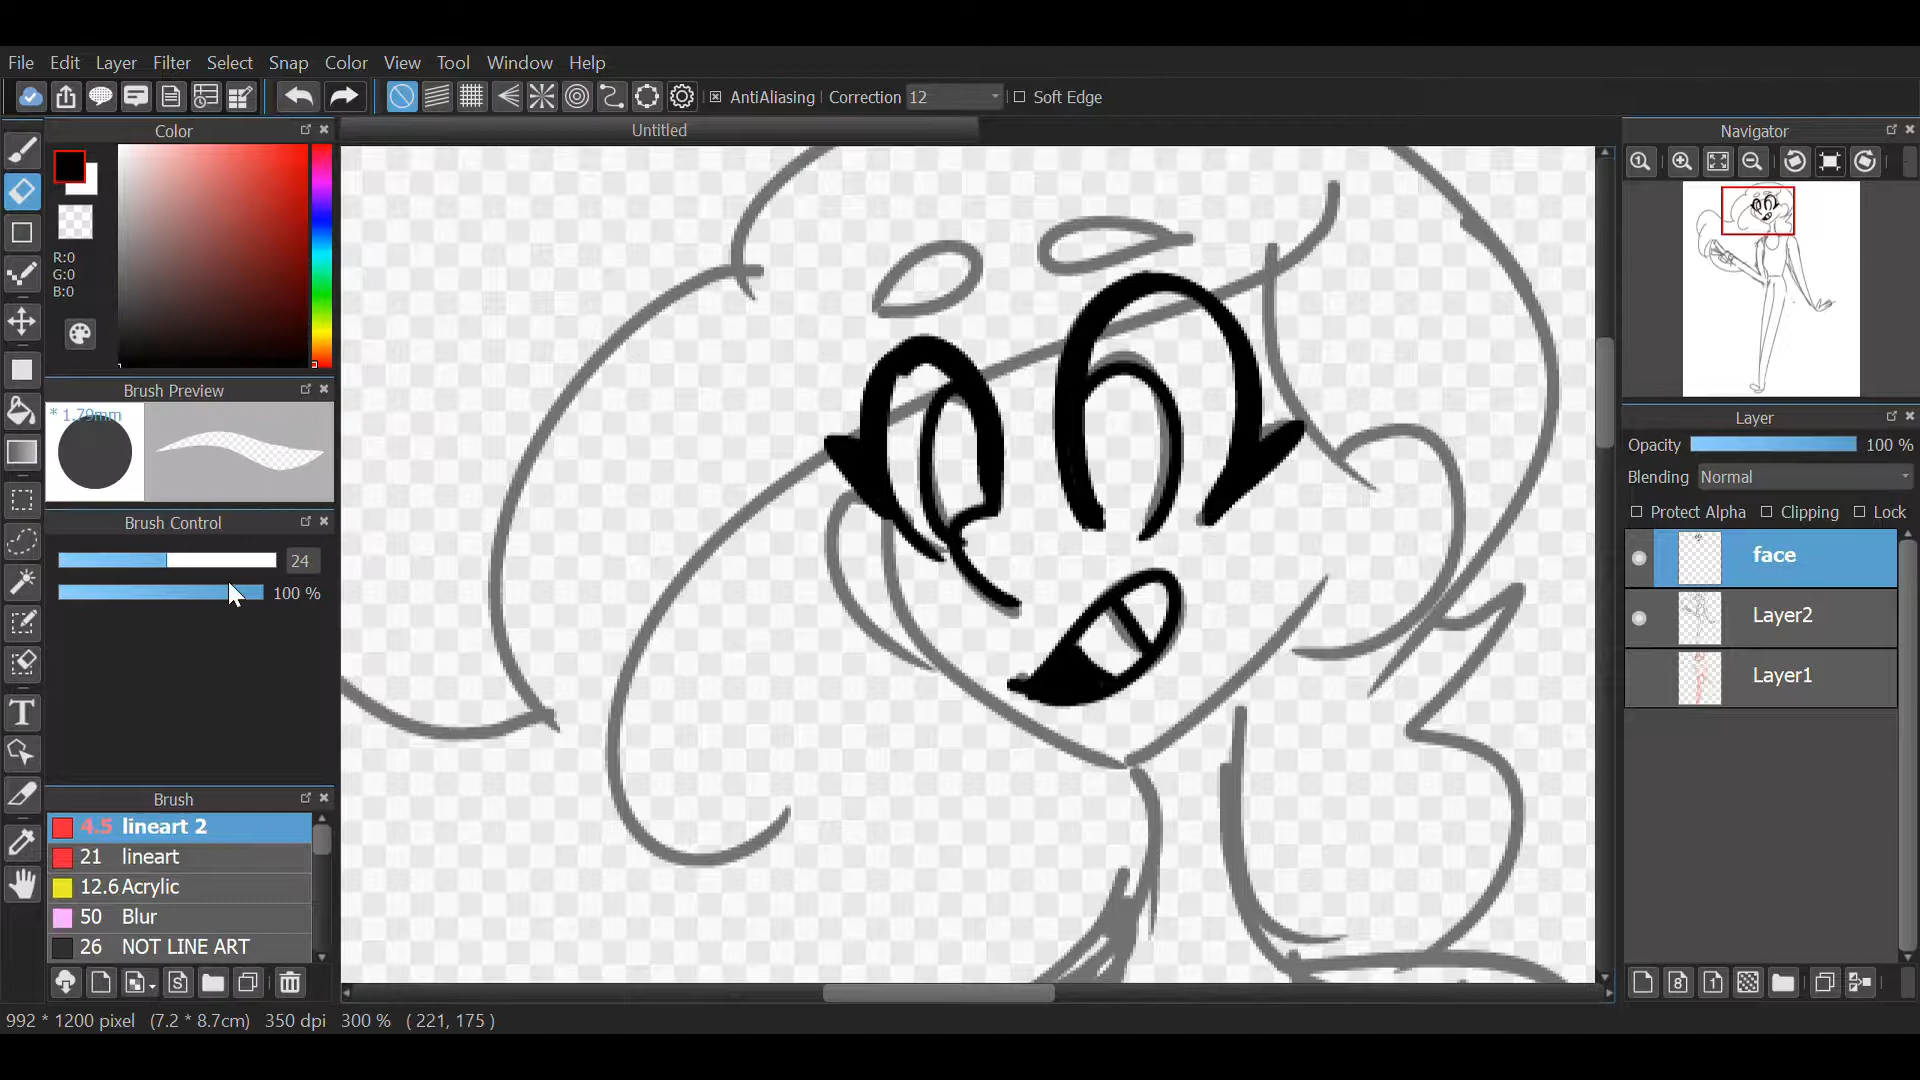 File Edit Layer Filter Select Snap Color View Tool Window Help
AntiAliasing Correction 12 Soft Edge
Color
Untitled
Navigator
R:0
G:0
B:0
Brush Preview
* 1.79mm
Brush Control
24
100 %
Brush
4.5 lineart 2
21 lineart
12.6 Acrylic
50 Blur
26 NOT LINE ART
Layer
Opacity 100 %
Blending Normal
Protect Alpha Clipping Lock
face
Layer2
Layer1
992 * 1200 pixel (7.2 * 8.7cm) 350 dpi 300 % ( 221, 175 )